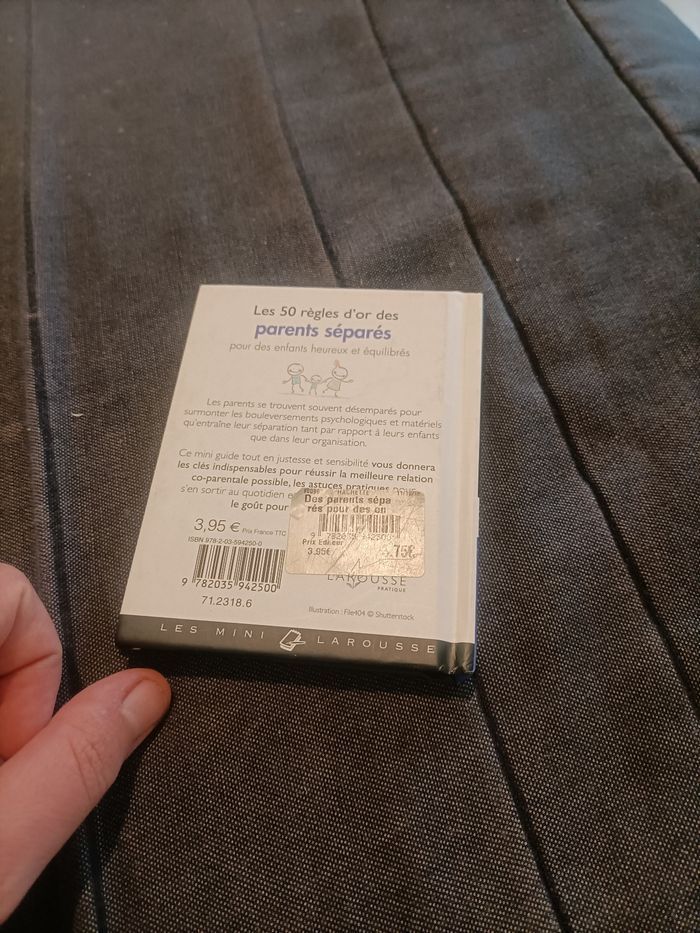 Les 50 règles d'or des
parents séparés
pour des enfants heureux et équilibrés
Les parents se trouvent souvent désemparés pour
surmonter les bouleversements psychologiques et matériels
qu'entraîne leur séparation tant par rapport à leurs enfants
que dans leur organisation.
Ce mini guide tout en justesse et sensibilité vous donnera
les clés indispensables pour réussir la meilleure relation
co-parentale possible, les astuces pratiques pour
s'en sortir au quotidien e
le goût pour
HACHETTE
Des parents sépa
rés pour des en
9 782035 942500
Prix Editeur
3.95€
.75€
3,95 € Prix France TTC
ISBN 978-2-03-594250-0
9 782035 942500
71.2318.6
LAROUSSE
PRATIQUE
Illustration : File404 © Shutterstock
LES MINI LAROUSSE